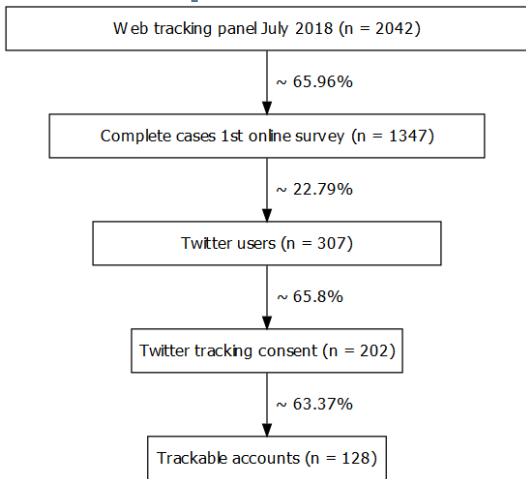 Web tracking panel July 2018 (n = 2042)
~ 65.96%
Complete cases 1st online survey (n = 1347)
~ 22.79%
Twitter users (n = 307)
~ 65.8%
Twitter tracking consent (n = 202)
~ 63.37%
Trackable accounts (n = 128)